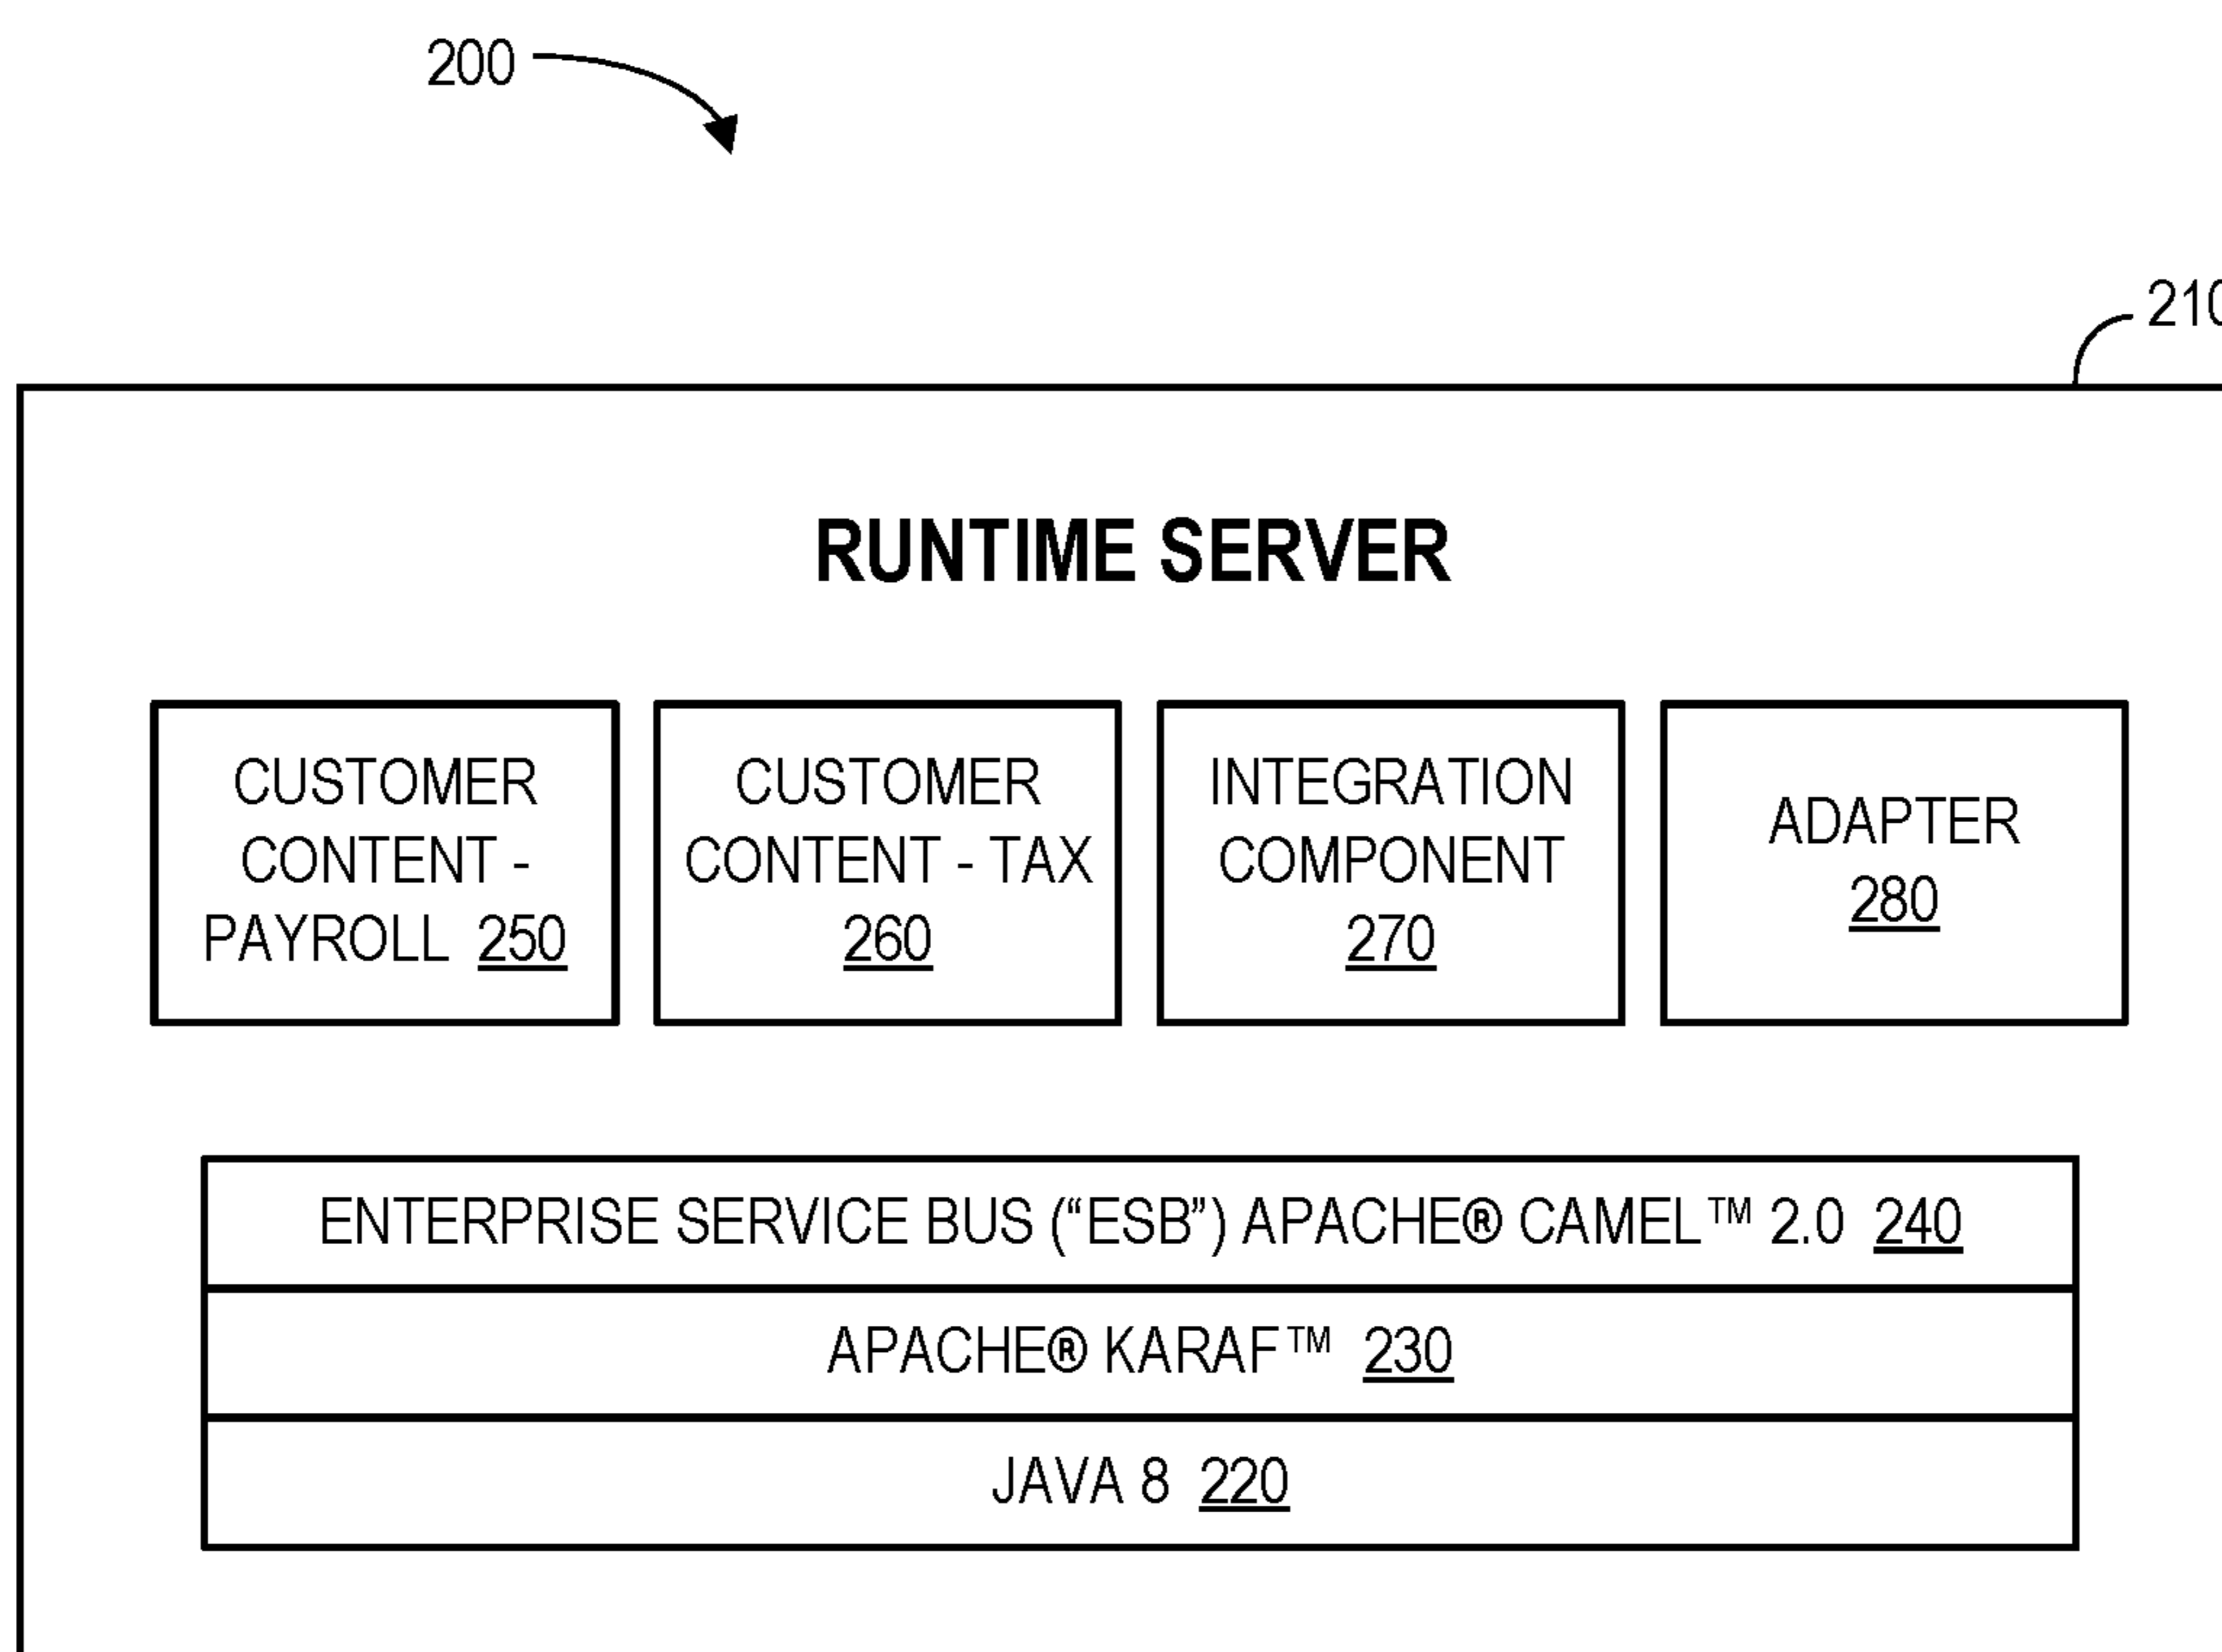 200
210
RUNTIME SERVER
CUSTOMER
CONTENT -
PAYROLL 250
CUSTOMER
CONTENT - TAX
260
INTEGRATION
COMPONENT
270
ADAPTER
280
ENTERPRISE SERVICE BUS (“ESB”) APACHE® CAMEL™ 2.0 240
APACHE® KARAF™ 230
JAVA 8 220